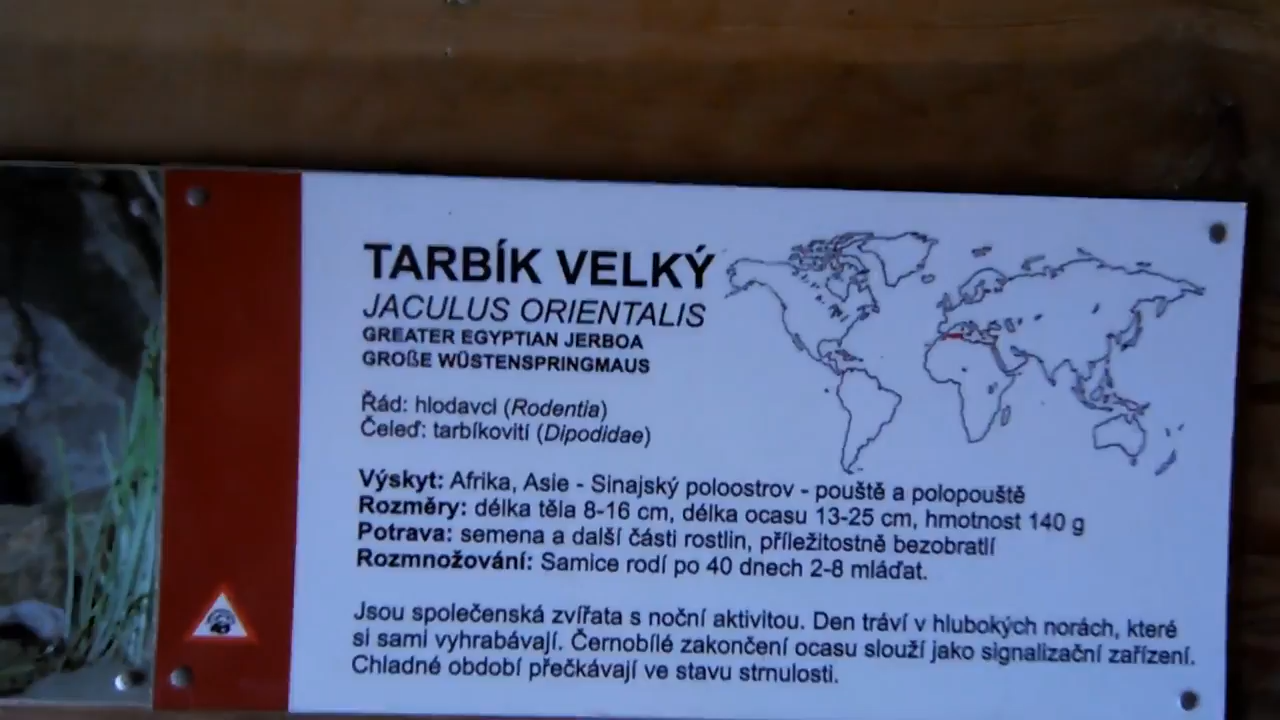 TARBÍK VELKÝ
JACULUS ORIENTALIS
GREATER EGYPTIAN JERBOA
GROßE WÜSTENSPRINGMAUS
Řád: hlodavci (Rodentia)
Čeleď: tarbíkovití (Dipodidae)
Výskyt: Afrika, Asie - Sinajský poloostrov - pouště a polopouště
Rozměry: délka těla 8-16 cm, délka ocasu 13-25 cm, hmotnost 140 g
Potrava: semena a další části rostlin, příležitostně bezobratlí
Rozmnožování: Samice rodí po 40 dnech 2-8 mláďat.
Jsou společenská zvířata s noční aktivitou. Den tráví v hlubokých norách, které
si sami vyhrabávají. Černobílé zakončení ocasu slouží jako signalizační zařízení.
Chladné období přečkávají ve stavu strnulosti.